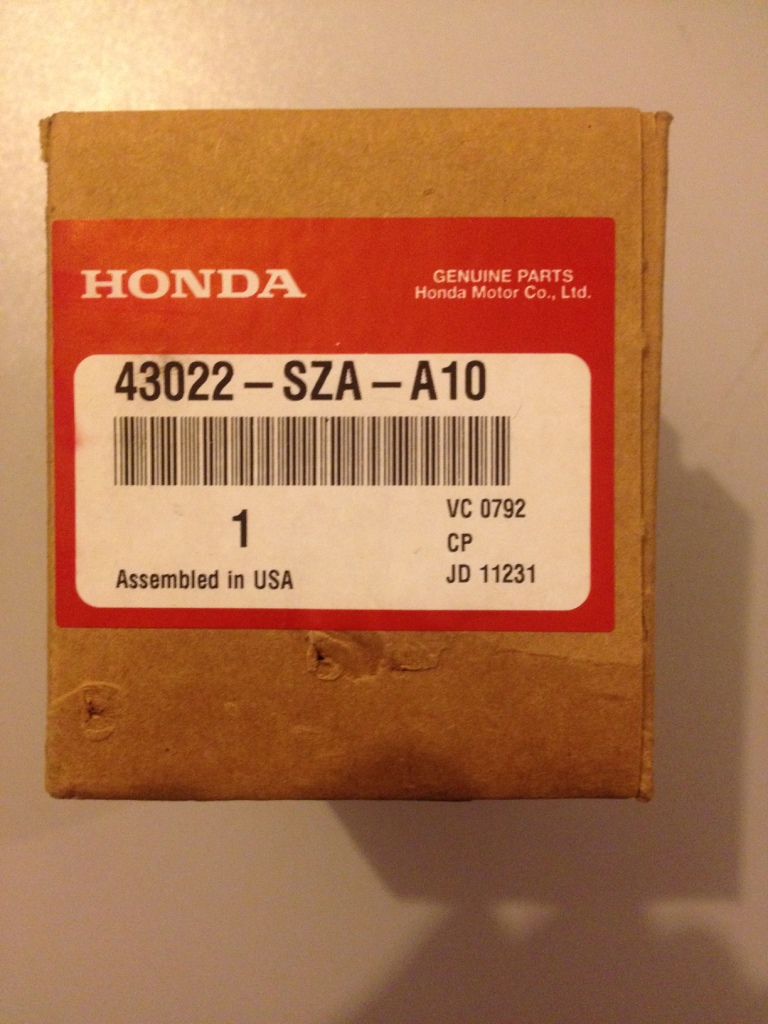 HONDA
GENUINE PARTS
Honda Motor Co., Ltd.
43022-SZA-A10
1
VC 0792
CP
Assembled in USA
JD 11231